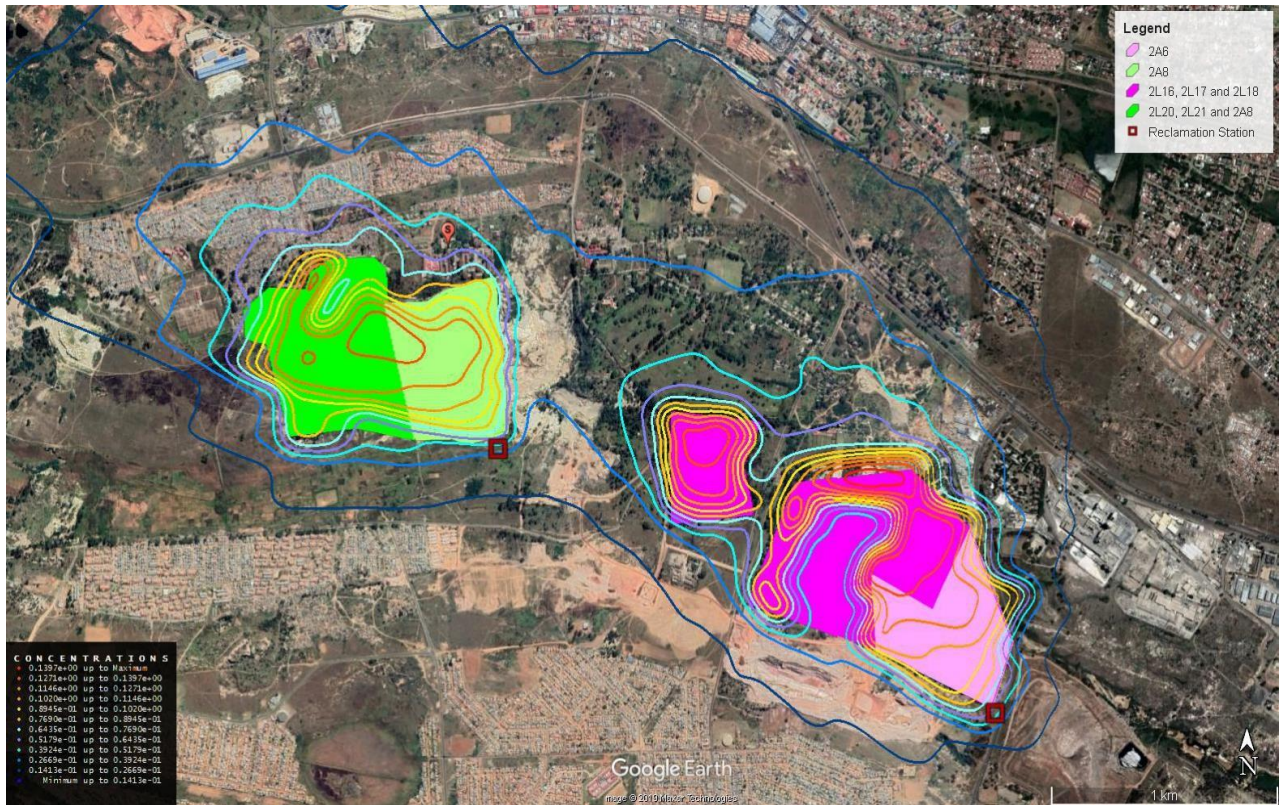 Legend
2A6
2A8
2L16, 2L17 and 2L18
2L20, 2L21 and 2A8
Reclamation Station
S
CONCENTRATIONS
0.1397e+00 up to Maximum
0.1271e+00 up to 0.1397e+00
0.1146e+00 up to 0.1271e+00
0.1020e+00 up to 0.1146e+00
0.8945e-01 up to 0.1020e+00
0.7690e-01 up to 0.8945e-01
0.6435e-01 up to 0.7690e-01
0.5179e-01 up to 0.6435e-01
0.3924e-01 up to 0.5179e-01
0.2669e-01 up to 0.3924e-01
0.1413e-01 up to 0.2669e-01
Minimum up to 0.1413e-01
Google Earth
Image © 2019 Maxar Technologies
N
1 km